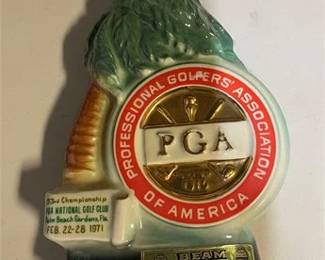 PROFESSIONAL GOLFERS' ASSOCIATION
OF AMERICA
PGA
1916
53rd Championship
PGA NATIONAL GOLF CLUB
Palm Beach Gardens, Fla.
FEB. 22-28 1971
BEAM